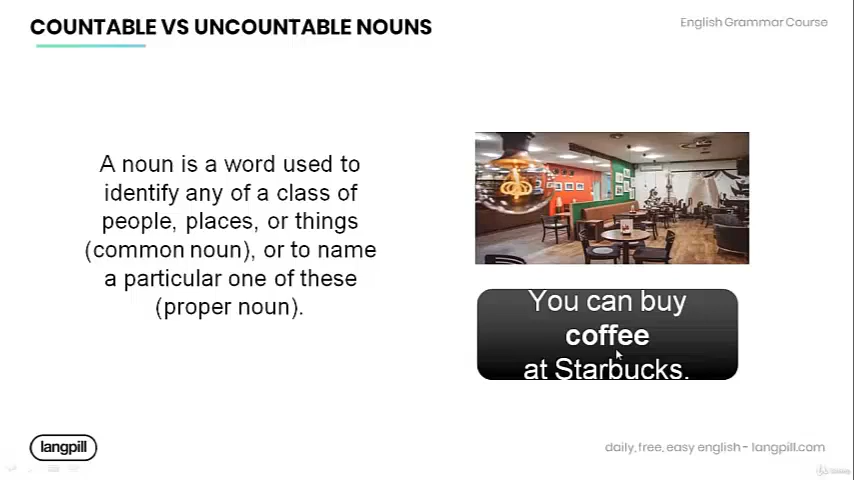 COUNTABLE VS UNCOUNTABLE NOUNS
English Grammar Course
A noun is a word used to
identify any of a class of
people, places, or things
(common noun), or to name
a particular one of these
(proper noun).
You can buy
coffee
at Starbucks.
langpill
daily, free, easy english - langpill.com